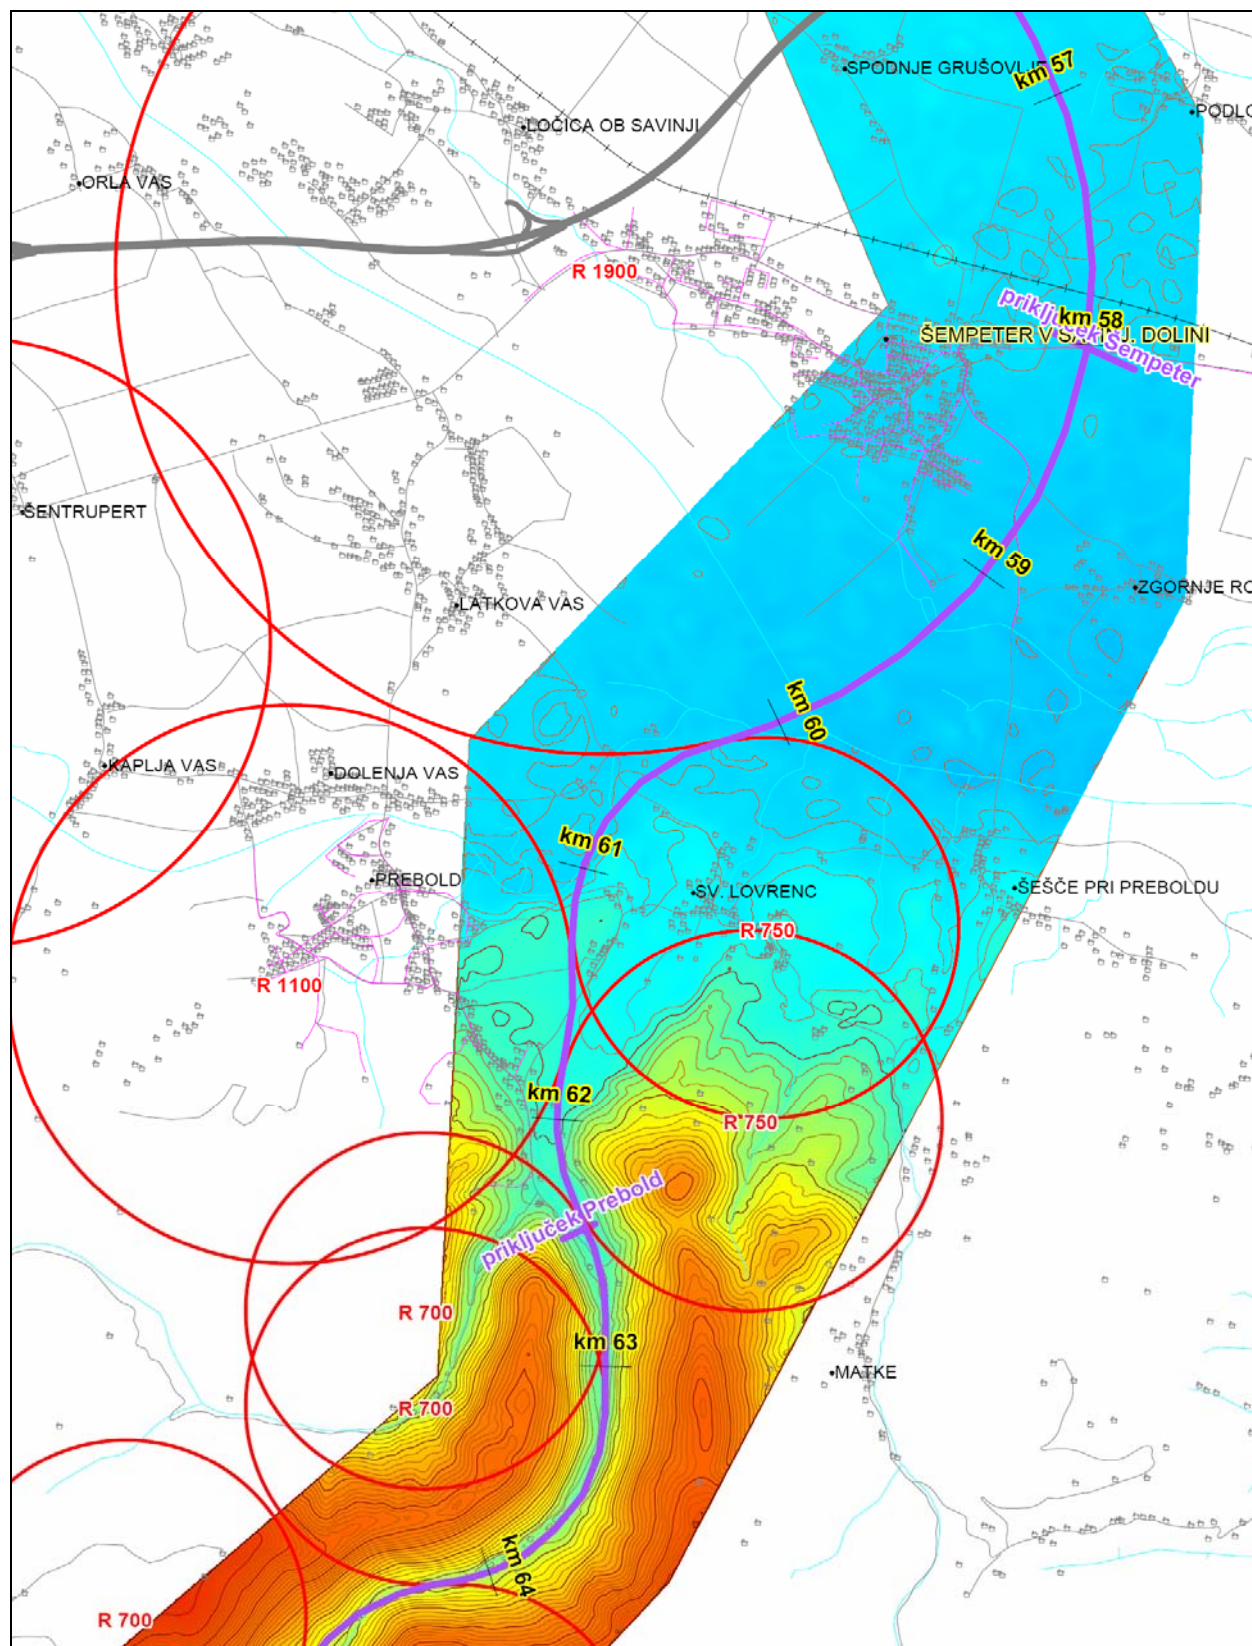 km 57
SPODNJE GRUŠOVLJE
PODLO
LOČICA OB SAVINJI
ORLA VAS
R 1900
priključek Šempeter
km 58
ŠEMPETER V SAVINJ. DOLINI
ŠENTRUPERT
km 59
ZGORNJE RO
LATKOVA VAS
km 60
KAPLJA VAS
DOLENJA VAS
km 61
PREBOLD
SV. LOVRENC
ŠEŠČE PRI PREBOLDU
R 750
R 1100
km 62
R 750
priključek Prebold
R 700
km 63
MATKE
R 700
km 64
R 700